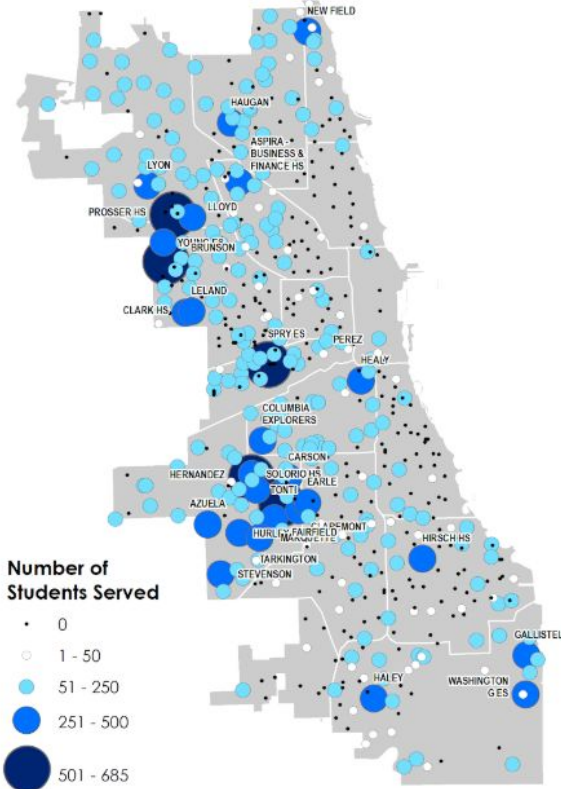 NEW FIELD
HAUGAN
ASPIRA -
BUSINESS &
FINANCE HS
LYON
LLOYD
PROSSER HS
YOUNG ES
BRUNSON
LELAND
CLARK HS
SPRY ES
PEREZ
HEALY
COLUMBIA
EXPLORERS
CARSON
HERNANDEZ
SOLORIO HS
TONTI
EARLE
AZUELA
CLAREMONT
HURLEY
FAIRFIELD
MARQUETTE
HIRSCH HS
TARKINGTON
STEVENSON
GALLISTEL
HALEY
WASHINGTON
G ES
Number of
Students Served
0
1 - 50
51 - 250
251 - 500
501 - 685